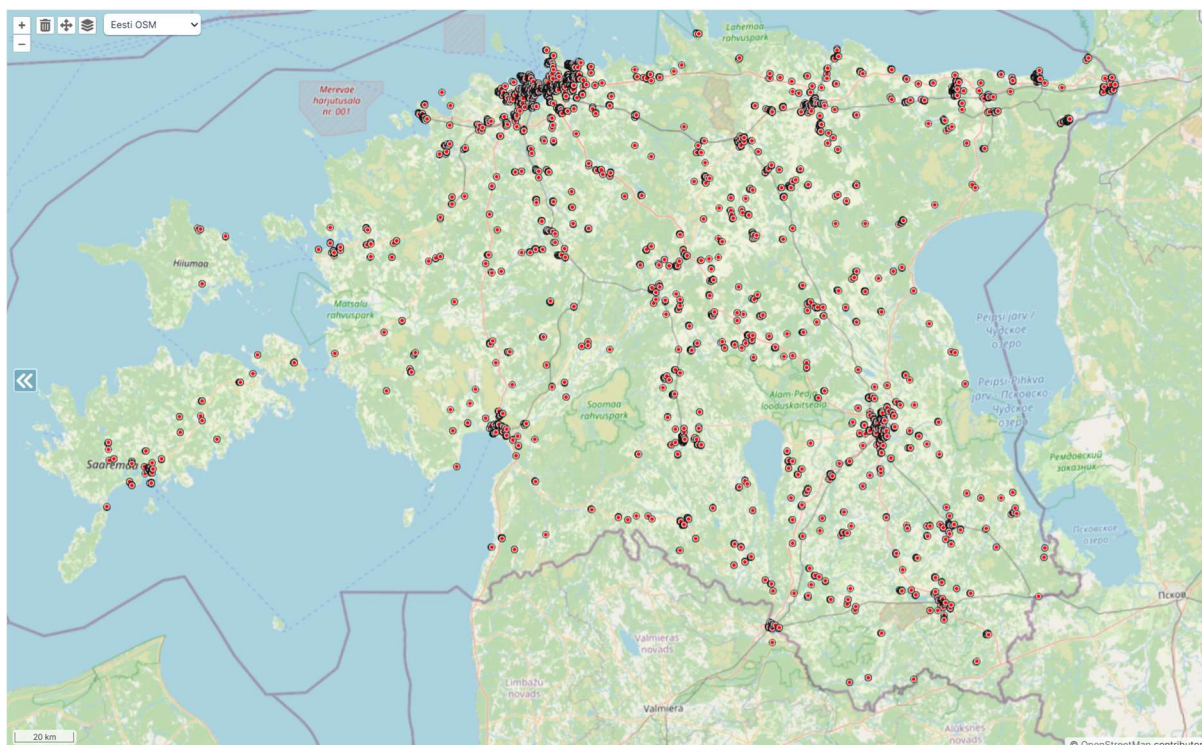 +
−
Eesti OSM
Lahemaa
rahvuspark
Merevae
harjutusala
nr. 001
Hiiumaa
Matsalu
rahvuspark
Peipsi järv /
Чудское
озеро
Peipsi-Pihkva
järv - Псковско-
Чудское
озеро
Alam-Pedja
looduskaitseala
Soomaa
rahvuspark
Saaremaa
Ремдовский
заказник
Псковское
озеро
Псков
Valmieras
novads
Limbažu
novads
Valmiera
Alūksnes
novads
20 km
© OpenStreetMap contributor